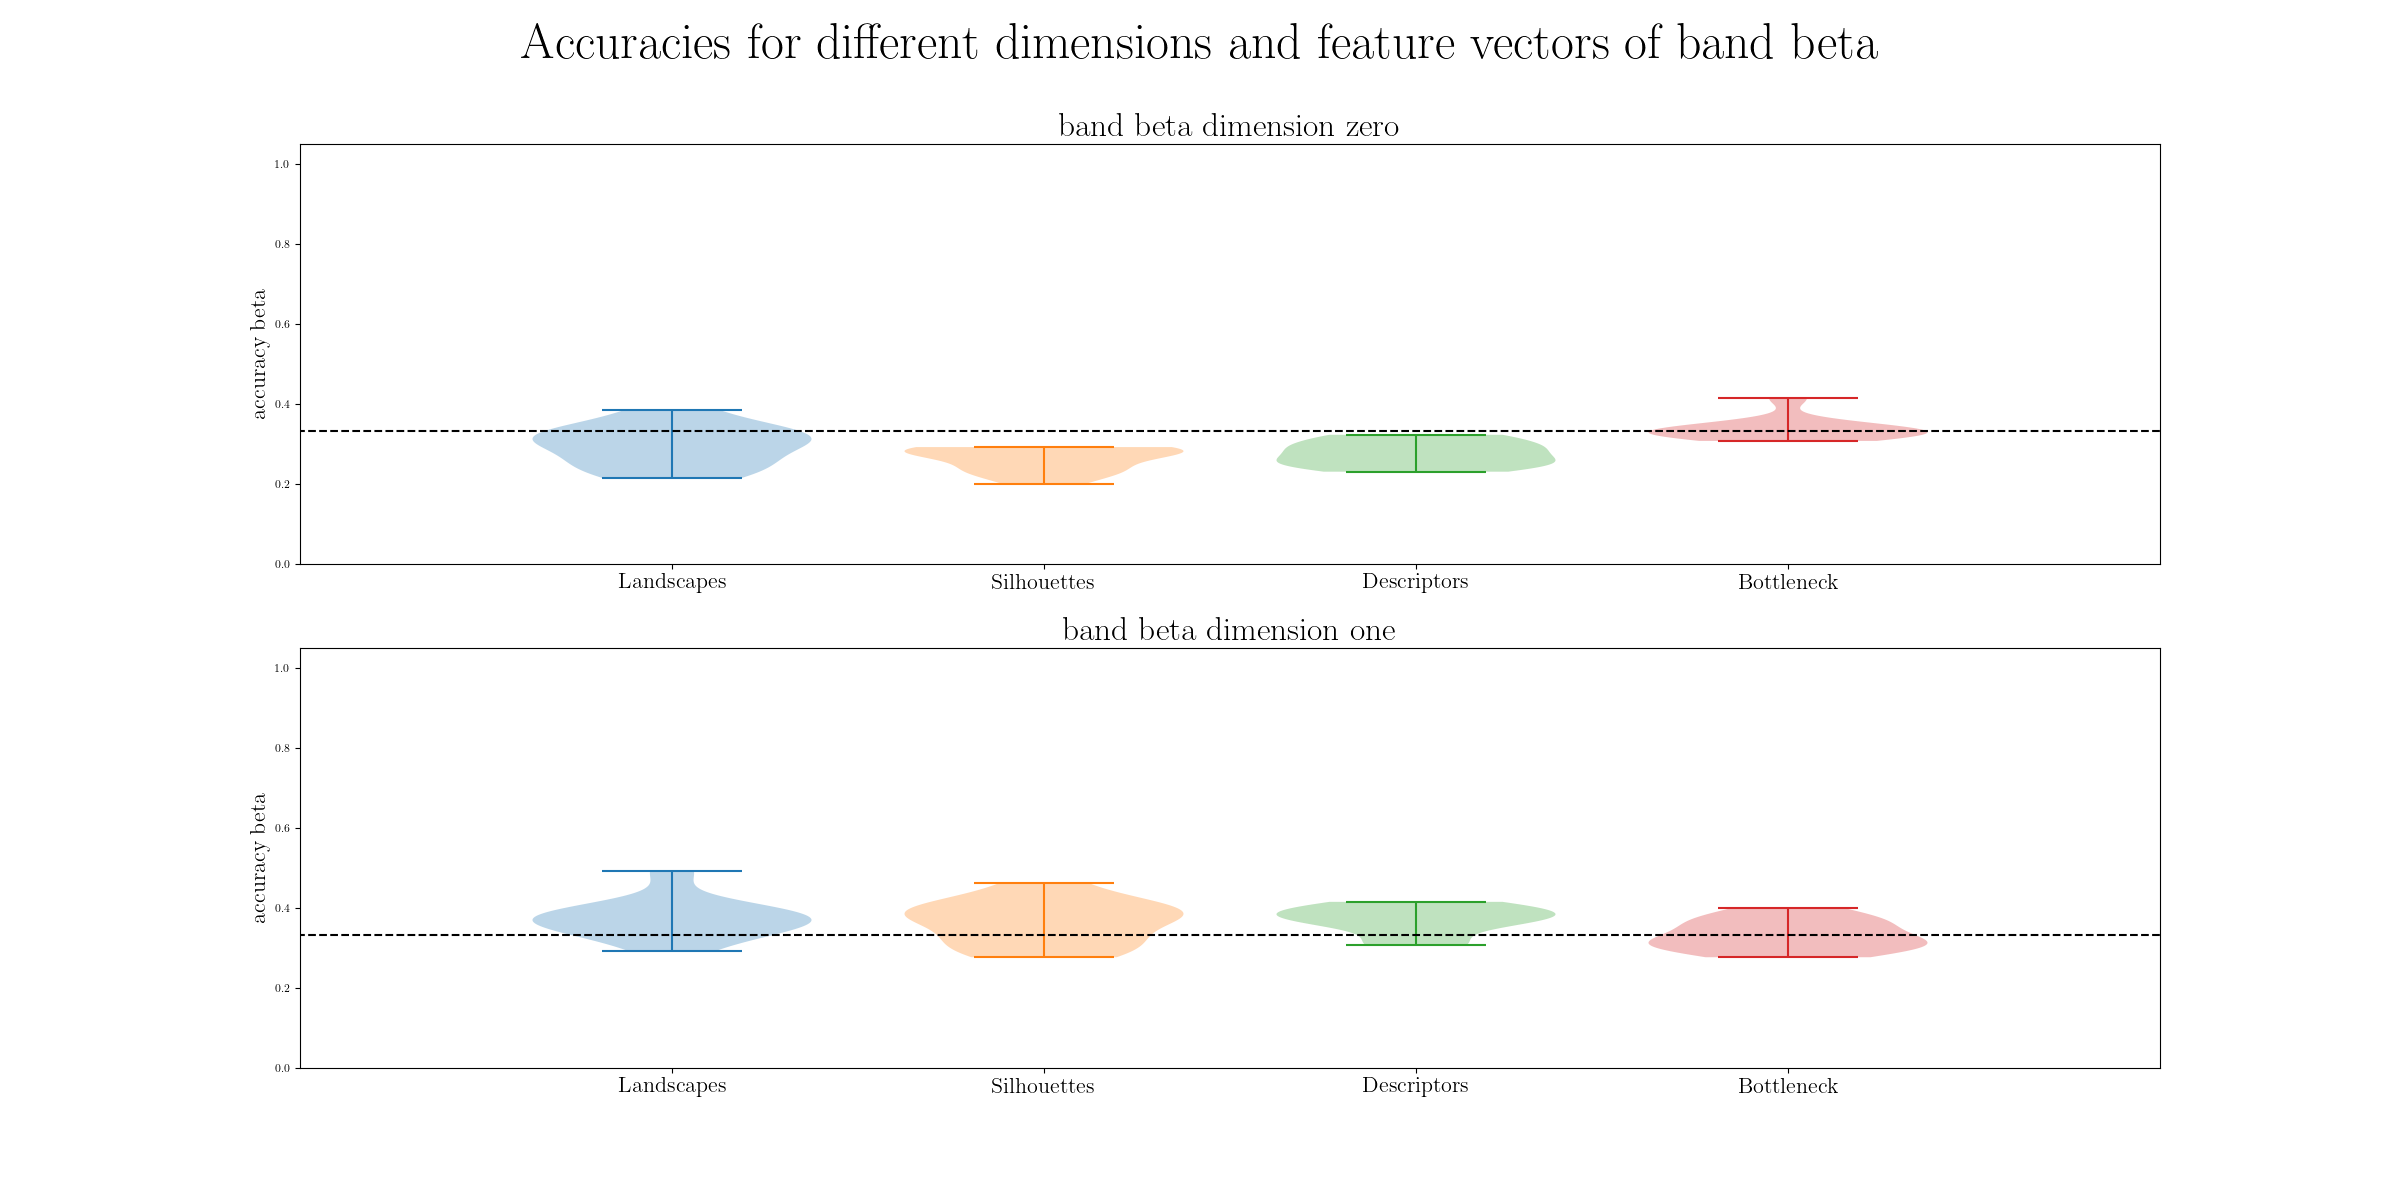 Accuracies for different dimensions and feature vectors of band beta
band beta dimension zero
accuracy beta
1.0
0.8
0.6
0.4
0.2
0.0
Landscapes Silhouettes Descriptors Bottleneck
band beta dimension one
accuracy beta
1.0
0.8
0.6
0.4
0.2
0.0
Landscapes Silhouettes Descriptors Bottleneck